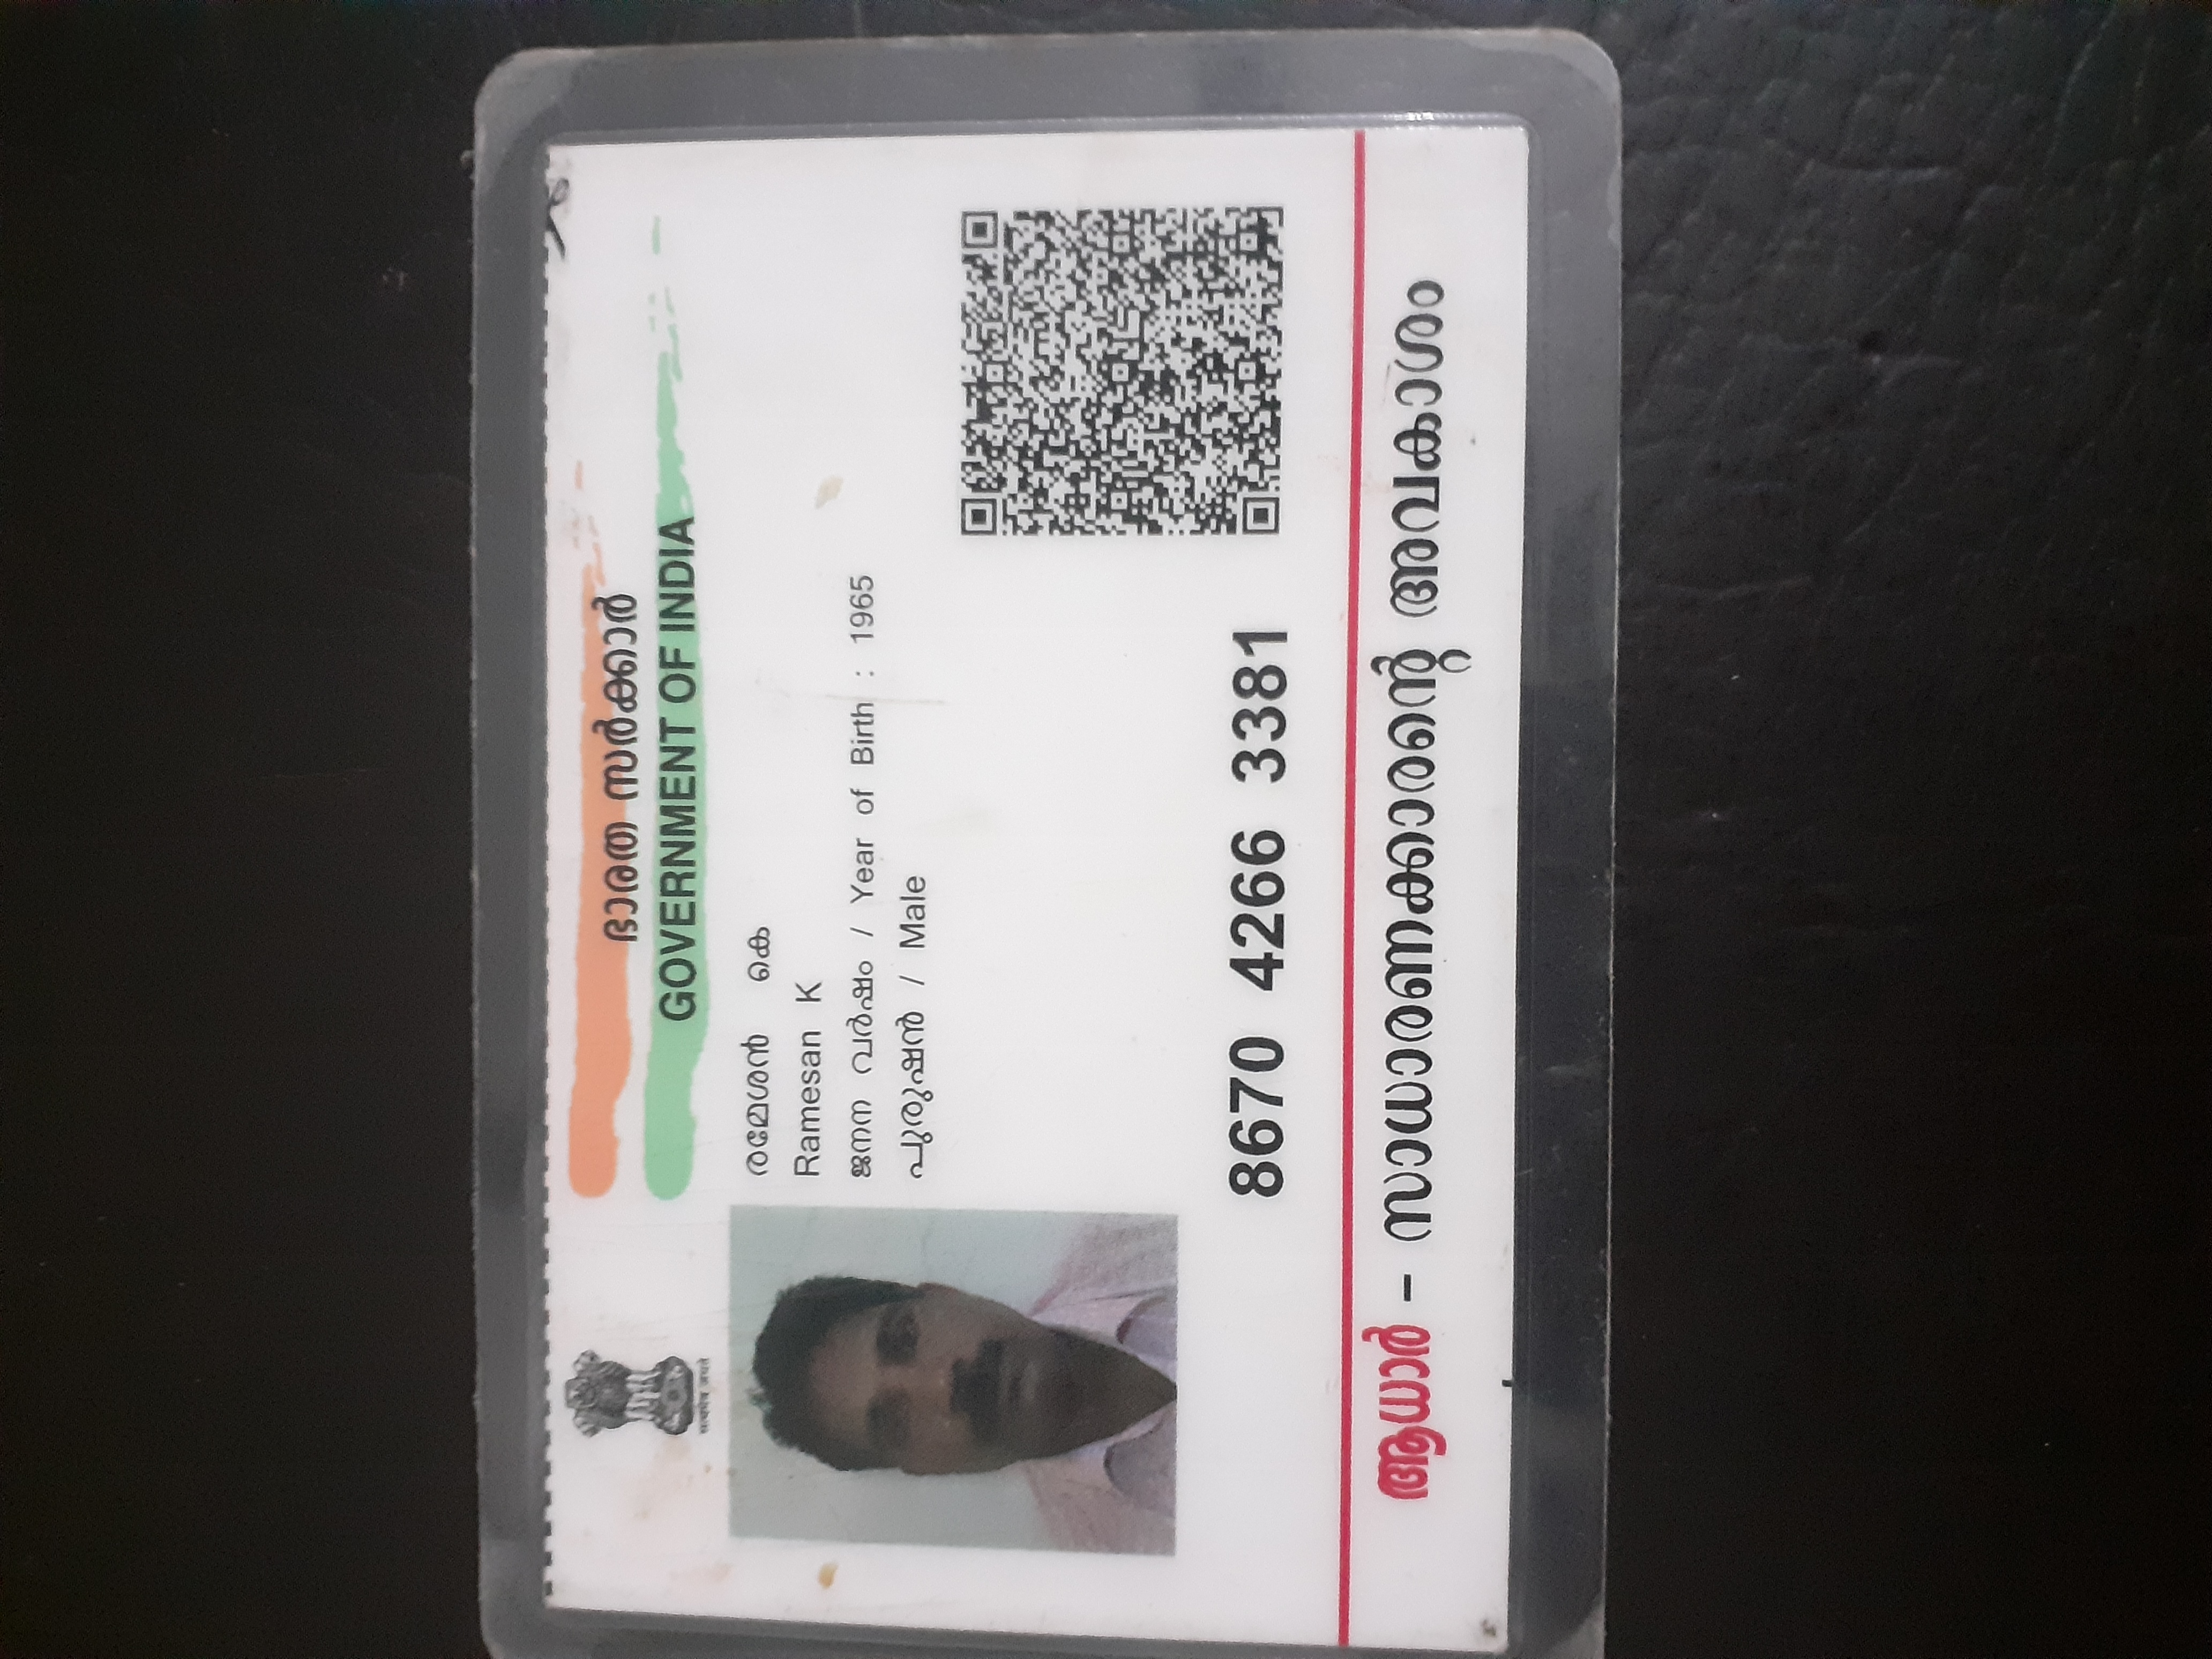 सत्यमेव जयते
ഭാരത സർക്കാർ
GOVERNMENT OF INDIA
രമേശൻ കെ
Ramesan K
ജനന വർഷം / Year of Birth : 1965
പുരുഷൻ / Male
8670 4266 3381
ആധാർ - സാധാരണക്കാരന്റെ അവകാശം